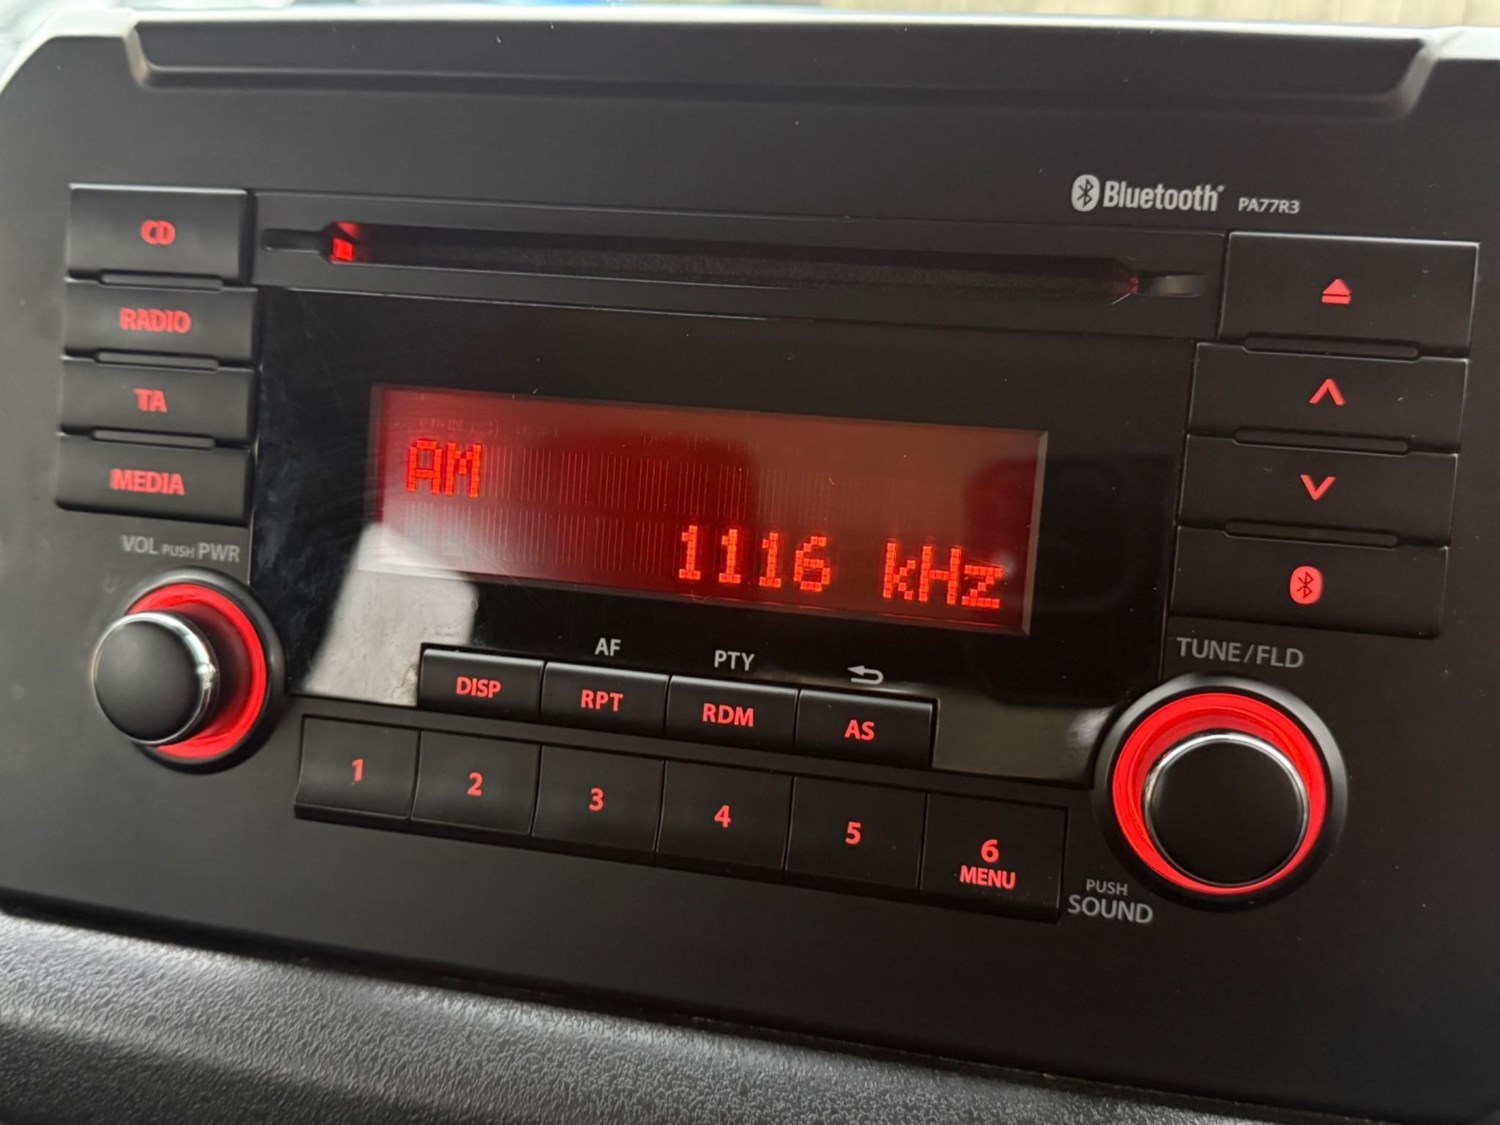 Bluetooth® PA77R3
CD
RADIO
TA
MEDIA
VOL PUSH PWR
AM
1116 kHz
TUNE/FLD
AF
PTY
DISP
RPT
RDM
AS
1
2
3
4
5
6
MENU
PUSH
SOUND